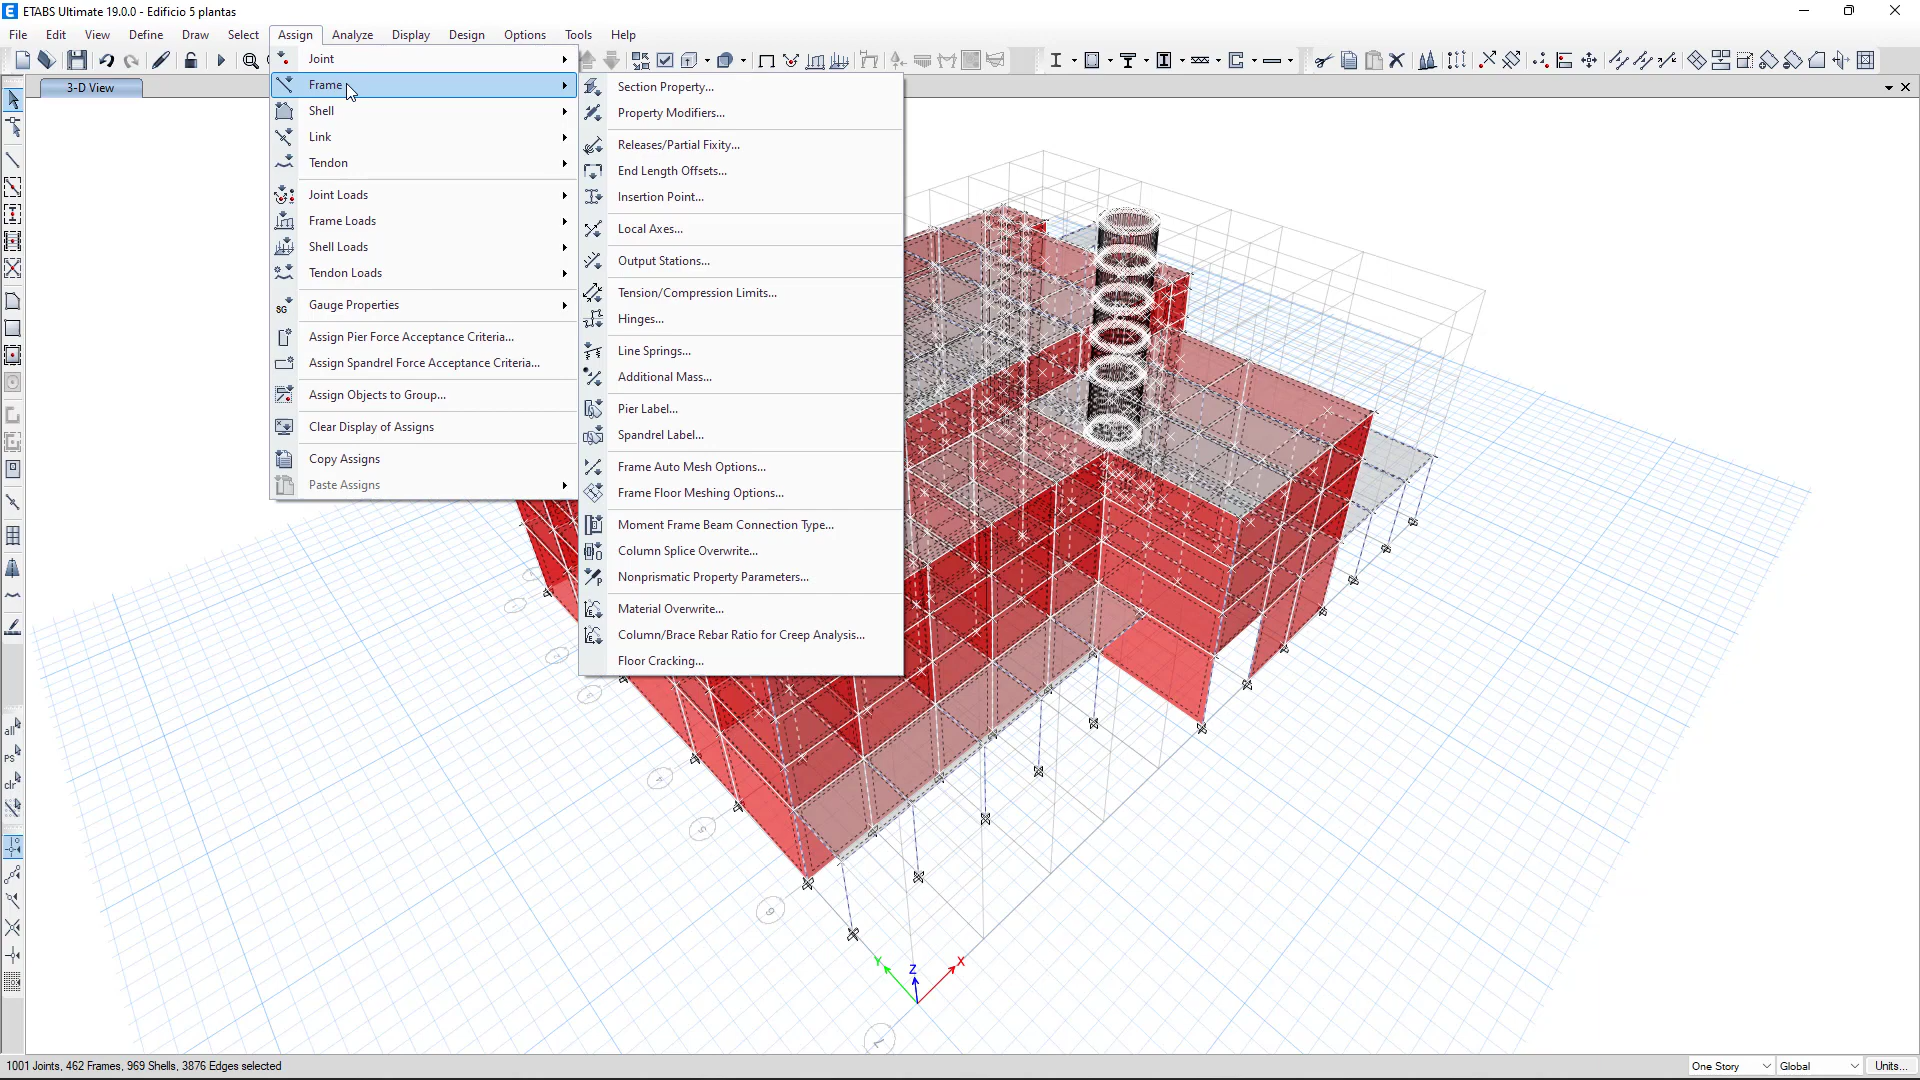 ETABS Ultimate 19.0.0 - Edificio 5 plantas
File Edit View Define Draw Select Assign Analyze Display Design Options Tools Help
3-D View
Joint
Frame
Shell
Link
Tendon
Joint Loads
Frame Loads
Shell Loads
Tendon Loads
Gauge Properties
Assign Pier Force Acceptance Criteria...
Assign Spandrel Force Acceptance Criteria...
Assign Objects to Group...
Clear Display of Assigns
Copy Assigns
Paste Assigns
Section Property...
Property Modifiers...
Releases/Partial Fixity...
End Length Offsets...
Insertion Point...
Local Axes...
Output Stations...
Tension/Compression Limits...
Hinges...
Line Springs...
Additional Mass...
Pier Label...
Spandrel Label...
Frame Auto Mesh Options...
Frame Floor Meshing Options...
Moment Frame Beam Connection Type...
Column Splice Overwrite...
Nonprismatic Property Parameters...
Material Overwrite...
Column/Brace Rebar Ratio for Creep Analysis...
Floor Cracking...
all
ps
clr
Y Z X
1001 Joints, 462 Frames, 969 Shells, 3876 Edges selected
One Story Global Units...